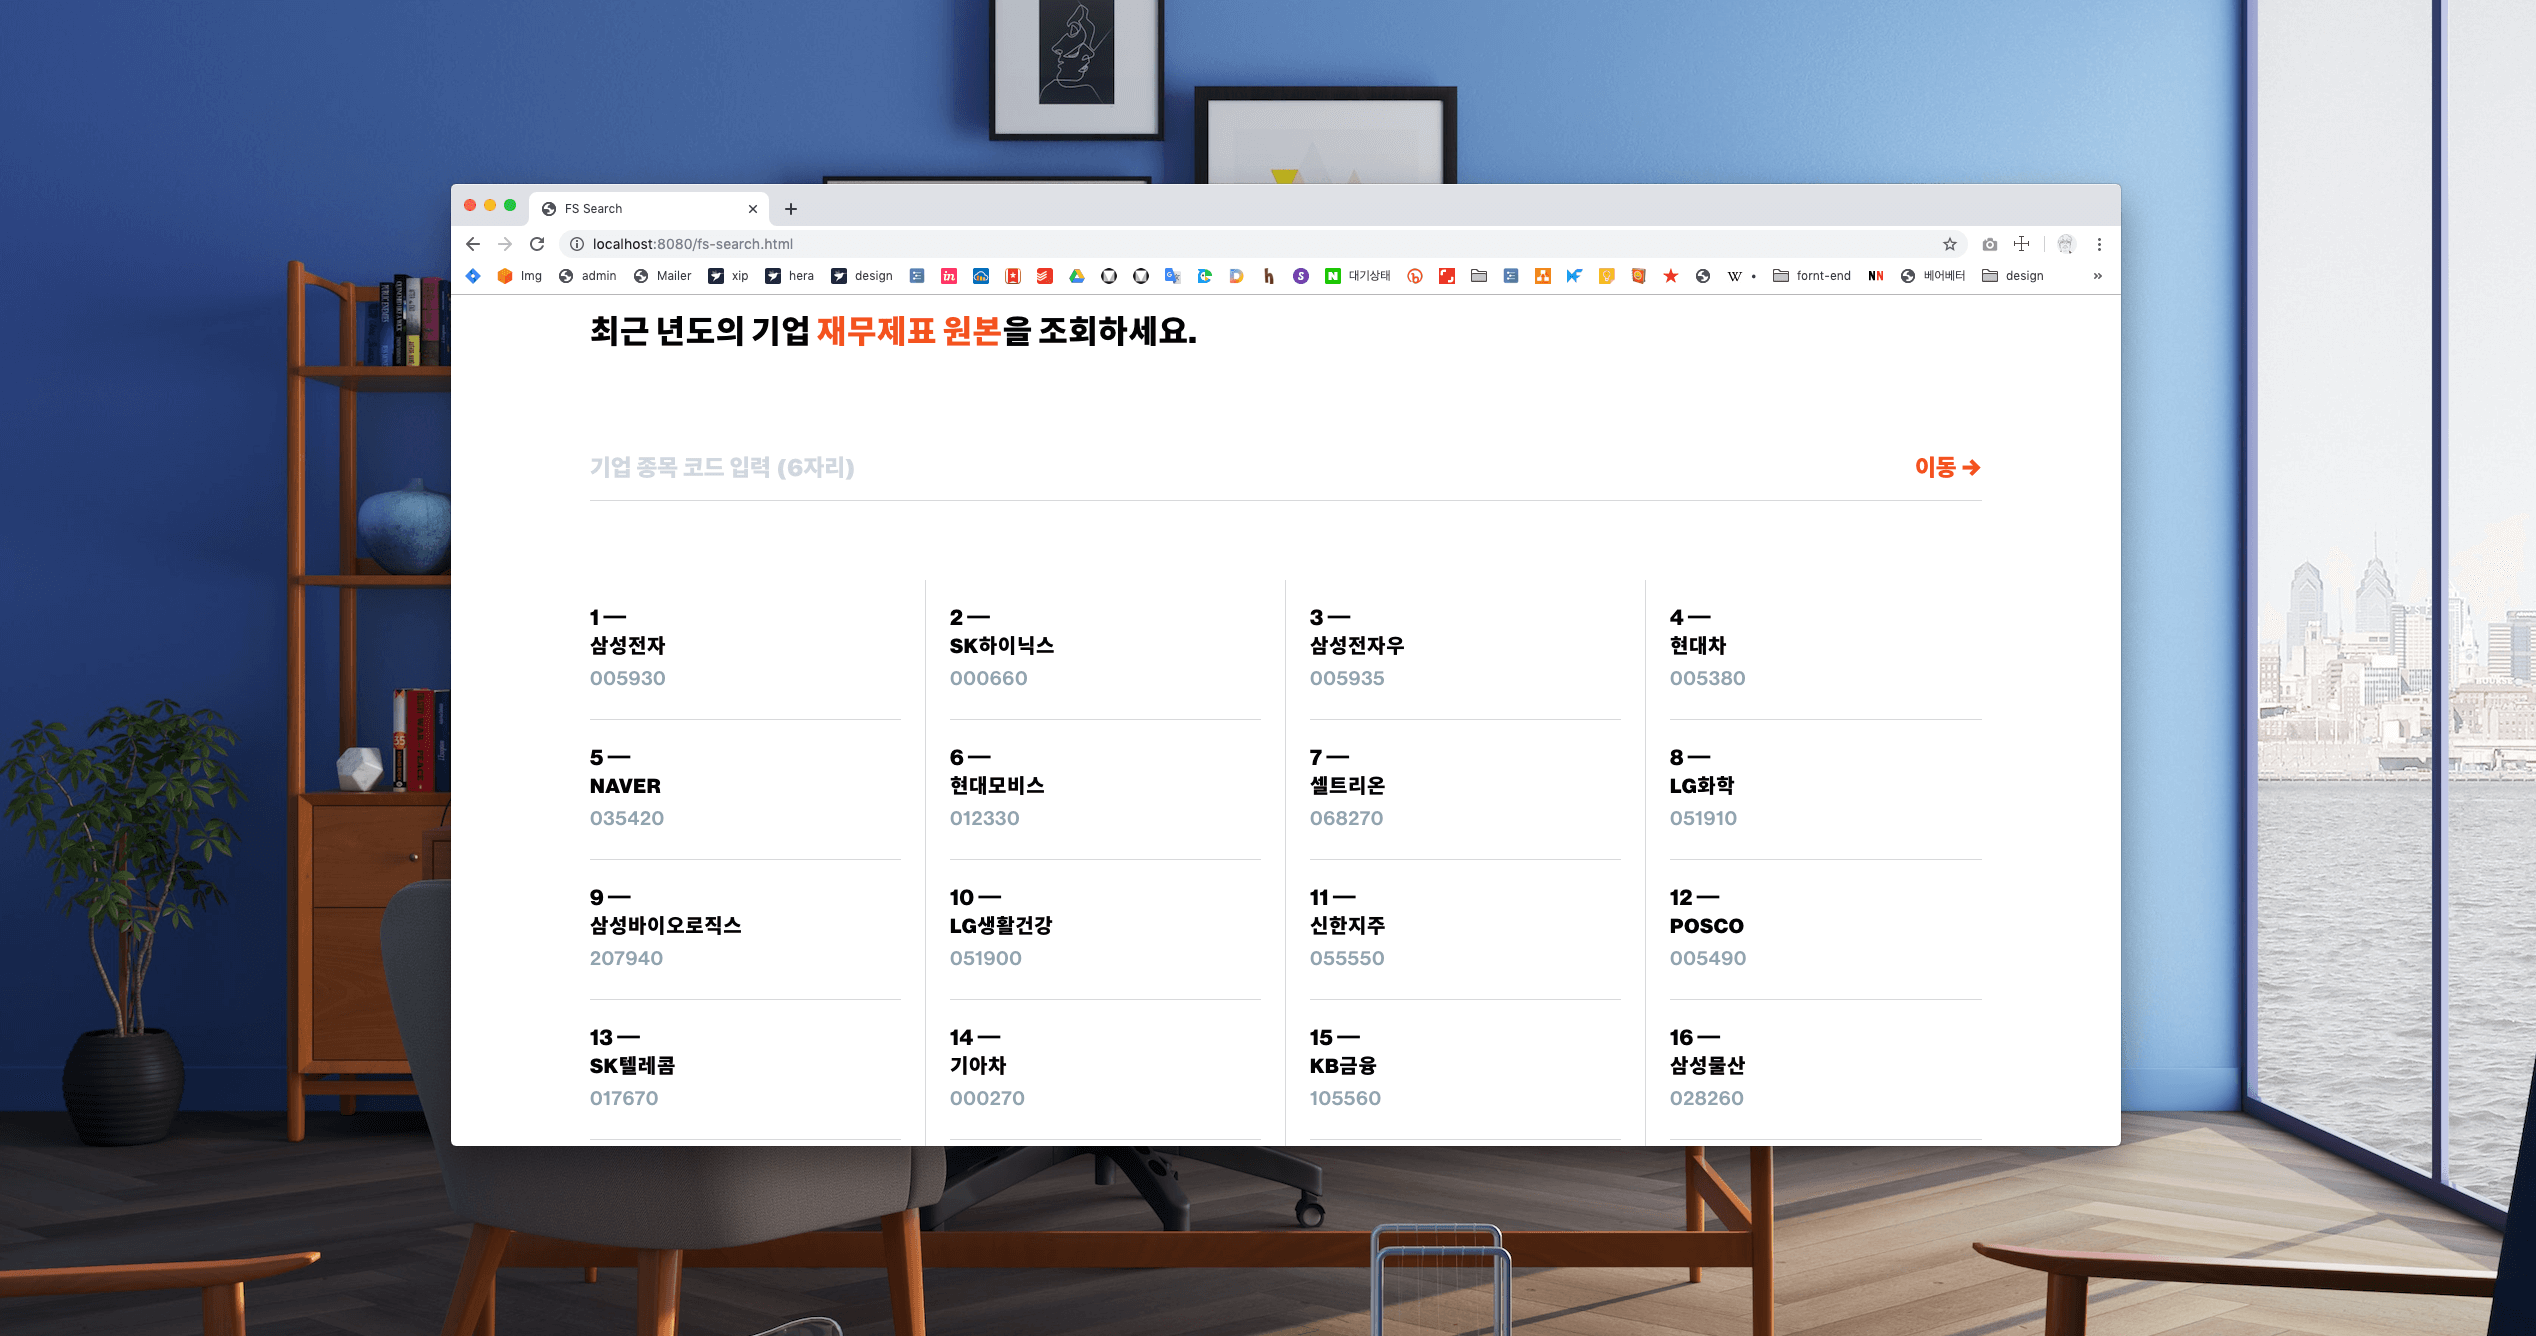 FS Search
localhost:8080/fs-search.html
Img admin Mailer xip hera design 대기상태 W • fornt-end NN 베어베터 design »
최근 년도의 기업 재무제표 원본을 조회하세요.
기업 종목 코드 입력 (6자리) 이동 →
1 —
삼성전자
005930
2 —
SK하이닉스
000660
3 —
삼성전자우
005935
4 —
현대차
005380
5 —
NAVER
035420
6 —
현대모비스
012330
7 —
셀트리온
068270
8 —
LG화학
051910
9 —
삼성바이오로직스
207940
10 —
LG생활건강
051900
11 —
신한지주
055550
12 —
POSCO
005490
13 —
SK텔레콤
017670
14 —
기아차
000270
15 —
KB금융
105560
16 —
삼성물산
028260